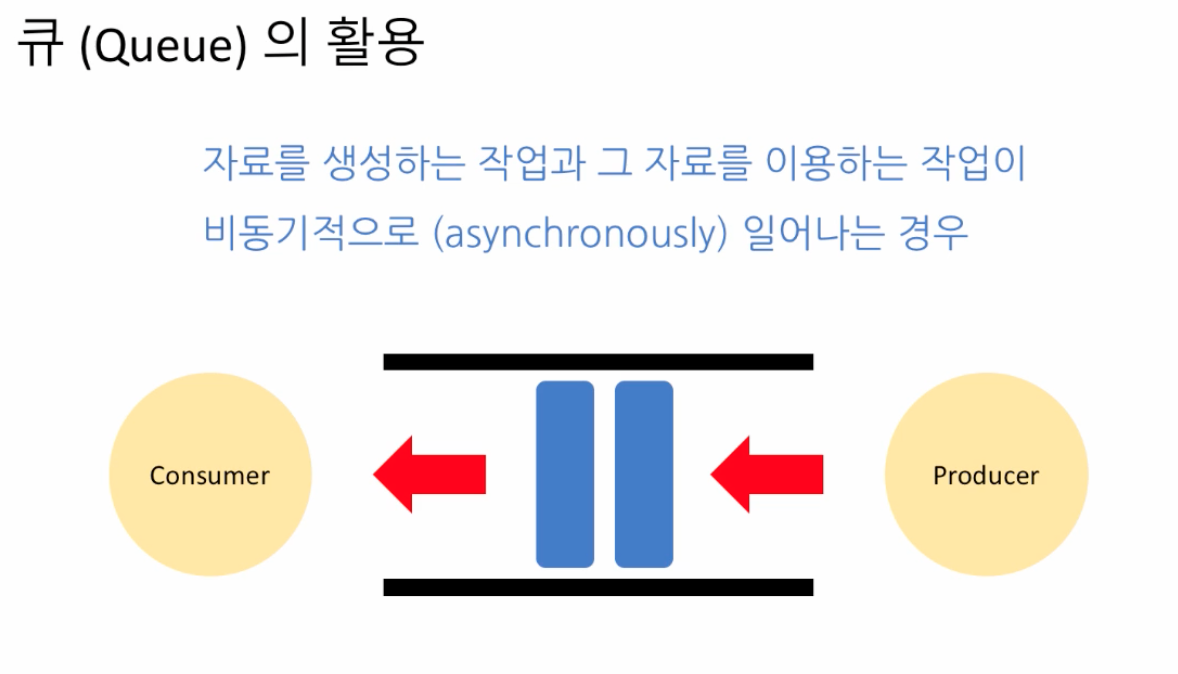 큐 (Queue) 의 활용
자료를 생성하는 작업과 그 자료를 이용하는 작업이
비동기적으로 (asynchronously) 일어나는 경우
Consumer
Producer